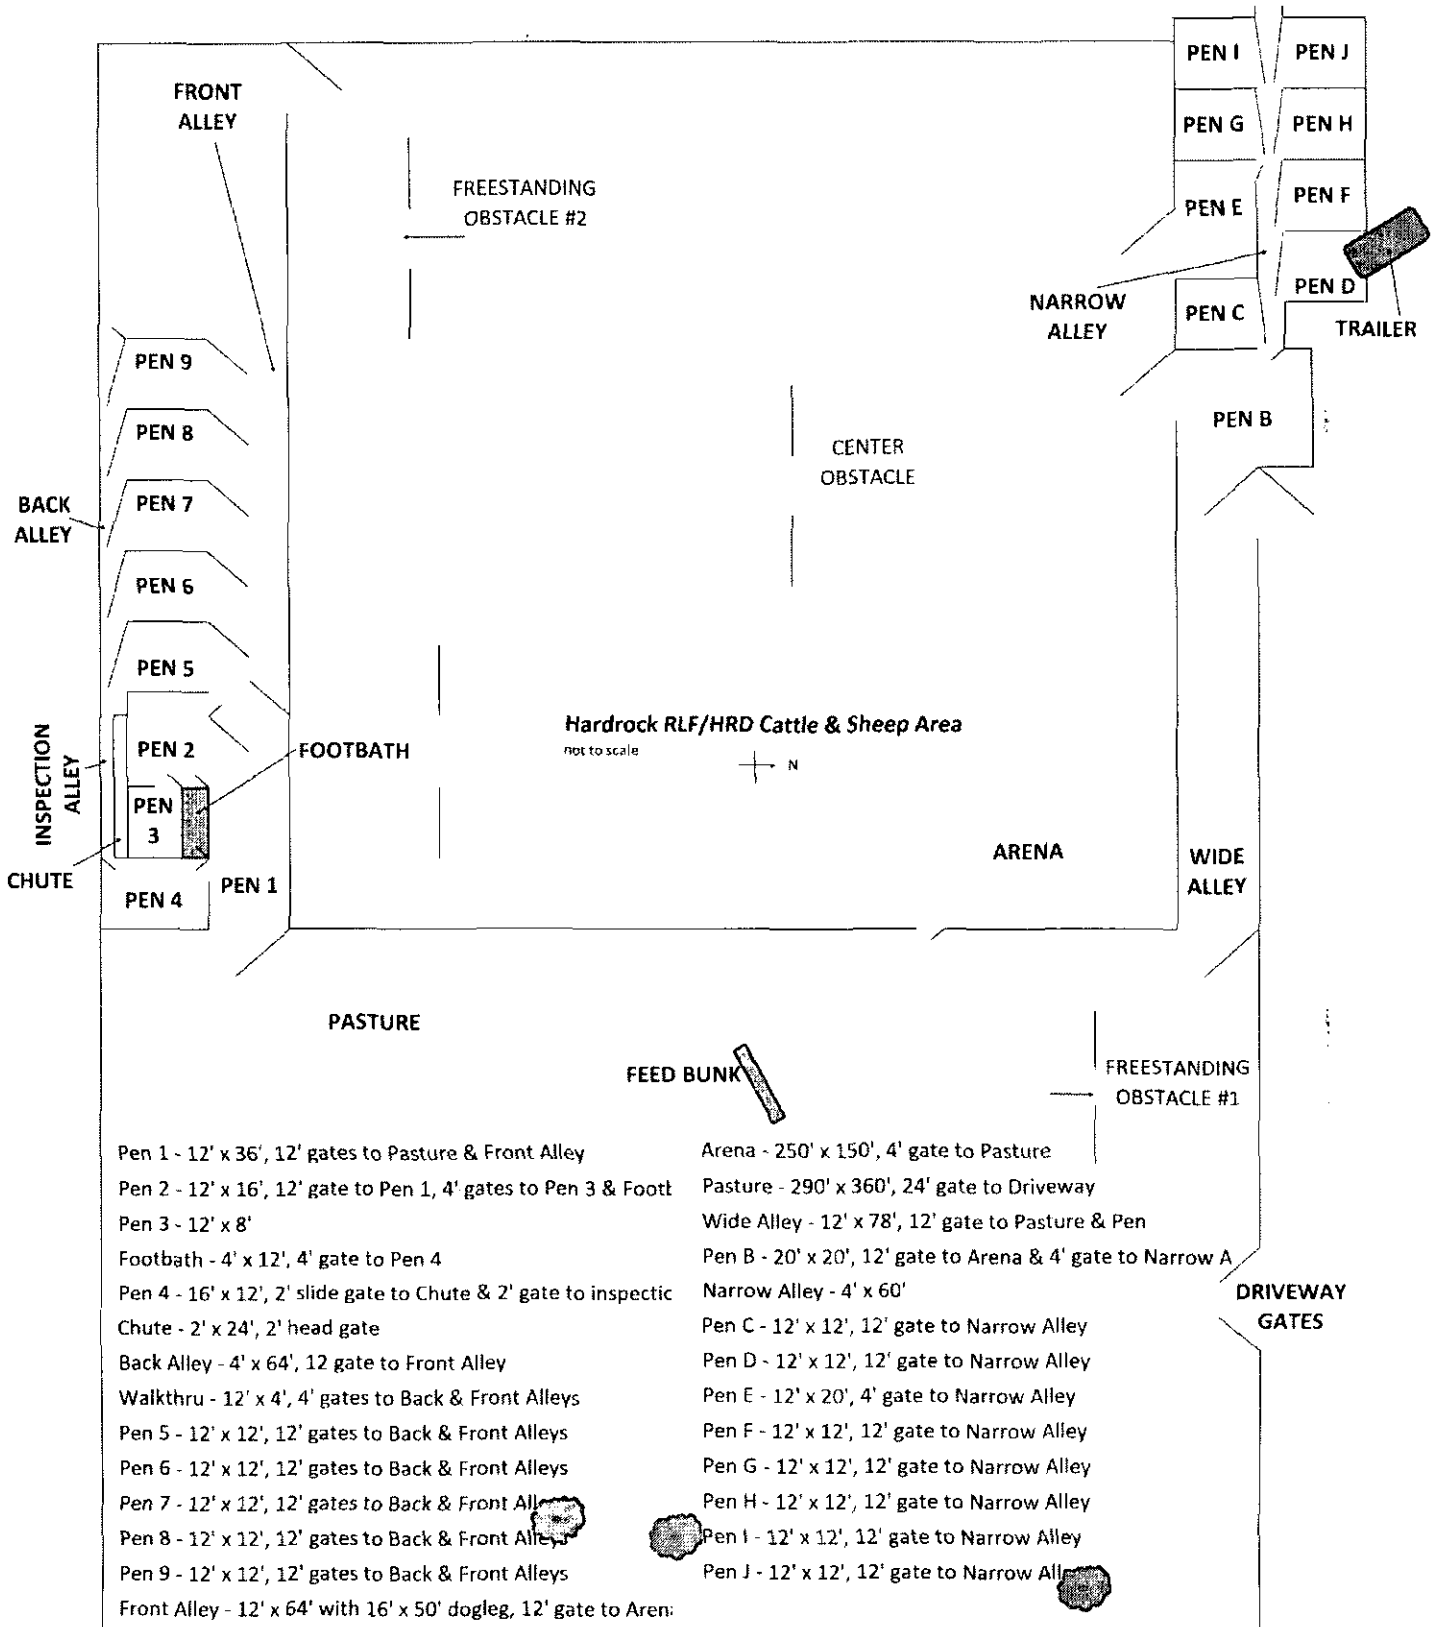 PEN I
PEN J
FRONT
ALLEY
PEN G
PEN H
FREESTANDING
OBSTACLE #2
PEN E
PEN F
NARROW
ALLEY
PEN C
PEN D
TRAILER
PEN 9
PEN 8
PEN B
CENTER
OBSTACLE
BACK
ALLEY
PEN 7
PEN 6
PEN 5
INSPECTION
ALLEY
PEN 2
FOOTBATH
Hardrock RLF/HRD Cattle & Sheep Area
not to scale
N
PEN
3
CHUTE
PEN 4
PEN 1
ARENA
WIDE
ALLEY
PASTURE
FEED BUNK
FREESTANDING
OBSTACLE #1
Pen 1 - 12' x 36', 12' gates to Pasture & Front Alley
Pen 2 - 12' x 16', 12' gate to Pen 1, 4' gates to Pen 3 & Footl
Pen 3 - 12' x 8'
Footbath - 4' x 12', 4' gate to Pen 4
Pen 4 - 16' x 12', 2' slide gate to Chute & 2' gate to inspectic
Chute - 2' x 24', 2' head gate
Back Alley - 4' x 64', 12 gate to Front Alley
Walkthru - 12' x 4', 4' gates to Back & Front Alleys
Pen 5 - 12' x 12', 12' gates to Back & Front Alleys
Pen 6 - 12' x 12', 12' gates to Back & Front Alleys
Pen 7 - 12' x 12', 12' gates to Back & Front All
Pen 8 - 12' x 12', 12' gates to Back & Front Alleys
Pen 9 - 12' x 12', 12' gates to Back & Front Alleys
Front Alley - 12' x 64' with 16' x 50' dogleg, 12' gate to Aren
Arena - 250' x 150', 4' gate to Pasture
Pasture - 290' x 360', 24' gate to Driveway
Wide Alley - 12' x 78', 12' gate to Pasture & Pen
Pen B - 20' x 20', 12' gate to Arena & 4' gate to Narrow A
Narrow Alley - 4' x 60'
Pen C - 12' x 12', 12' gate to Narrow Alley
Pen D - 12' x 12', 12' gate to Narrow Alley
Pen E - 12' x 20', 4' gate to Narrow Alley
Pen F - 12' x 12', 12' gate to Narrow Alley
Pen G - 12' x 12', 12' gate to Narrow Alley
Pen H - 12' x 12', 12' gate to Narrow Alley
Pen I - 12' x 12', 12' gate to Narrow Alley
Pen J - 12' x 12', 12' gate to Narrow All
DRIVEWAY
GATES